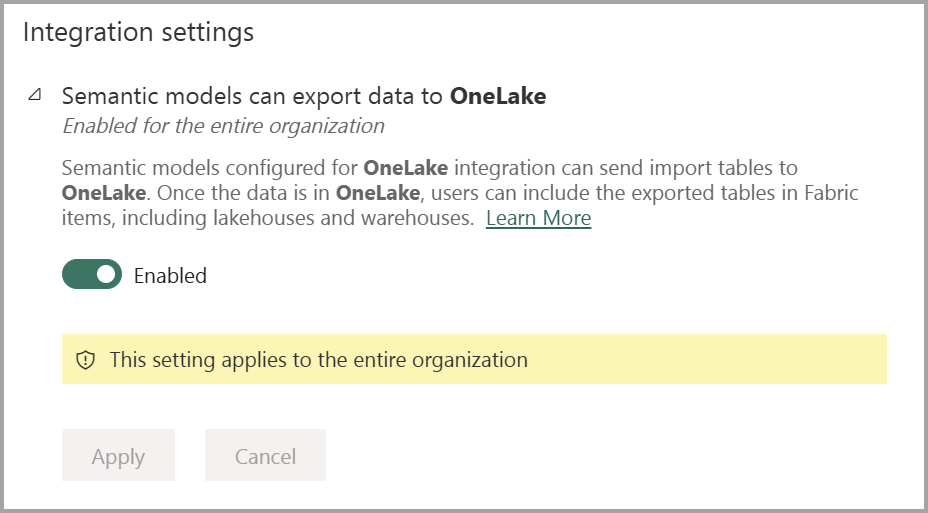 Integration settings
Semantic models can export data to OneLake
Enabled for the entire organization
Semantic models configured for OneLake integration can send import tables to
OneLake. Once the data is in OneLake, users can include the exported tables in Fabric
items, including lakehouses and warehouses. Learn More
Enabled
This setting applies to the entire organization
Apply Cancel